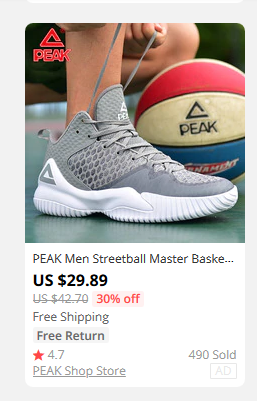 PEAK
PEAK
TOURNAMENT
PEAK Men Streetball Master Baske...
US $29.89
US $42.70 30% off
Free Shipping
Free Return
4.7 490 Sold
PEAK Shop Store AD